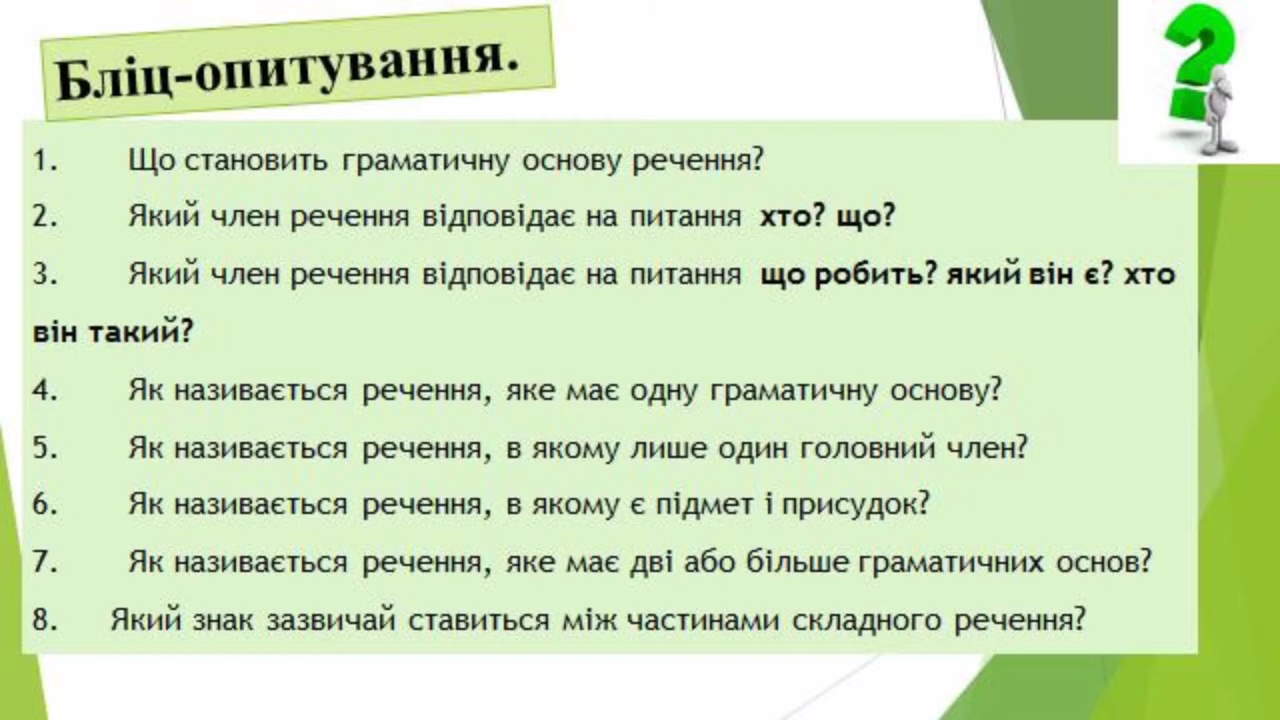 Бліц-опитування.
1. Що становить граматичну основу речення?
2. Який член речення відповідає на питання хто? що?
3. Який член речення відповідає на питання що робить? який він є? хто
він такий?
4. Як називається речення, яке має одну граматичну основу?
5. Як називається речення, в якому лише один головний член?
6. Як називається речення, в якому є підмет і присудок?
7. Як називається речення, яке має дві або більше граматичних основ?
8. Який знак зазвичай ставиться між частинами складного речення?